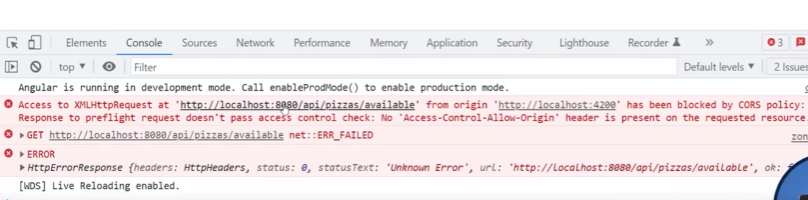 Elements Console Sources Network Performance Memory Application Security Lighthouse Recorder » 3
top ▾ Filter Default levels ▾ 2 Issues
Angular is running in development mode. Call enableProdMode() to enable production mode.
Access to XMLHttpRequest at 'http://localhost:8080/api/pizzas/available' from origin 'http://localhost:4200' has been blocked by CORS policy:
Response to preflight request doesn't pass access control check: No 'Access-Control-Allow-Origin' header is present on the requested resource
▸ GET http://localhost:8080/api/pizzas/available net::ERR_FAILED zon
▸ ERROR
▸ HttpErrorResponse {headers: HttpHeaders, status: 0, statusText: 'Unknown Error', url: 'http://localhost:8080/api/pizzas/available', ok:
[WDS] Live Reloading enabled.